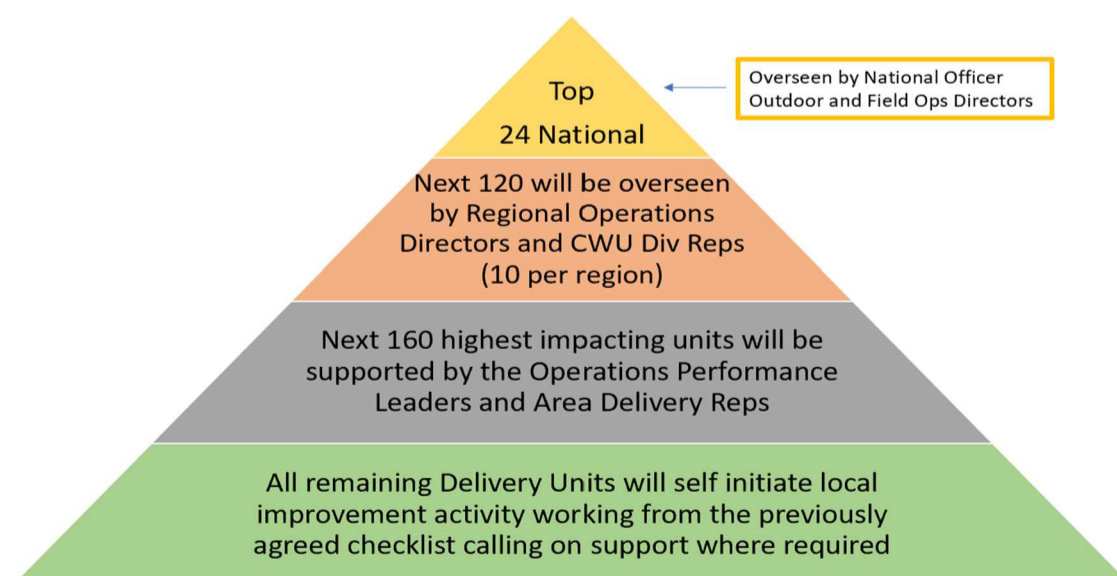 Top
24 National
Overseen by National Officer
Outdoor and Field Ops Directors
Next 120 will be overseen
by Regional Operations
Directors and CWU Div Reps
(10 per region)
Next 160 highest impacting units will be
supported by the Operations Performance
Leaders and Area Delivery Reps
All remaining Delivery Units will self initiate local
improvement activity working from the previously
agreed checklist calling on support where required